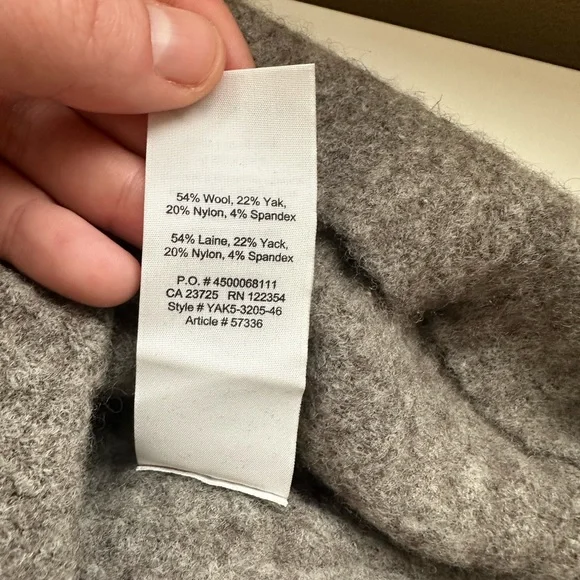 54% Wool, 22% Yak,
20% Nylon, 4% Spandex
54% Laine, 22% Yack,
20% Nylon, 4% Spandex
P.O. # 4500068111
CA 23725 RN 122354
Style # YAK5-3205-46
Article # 57336